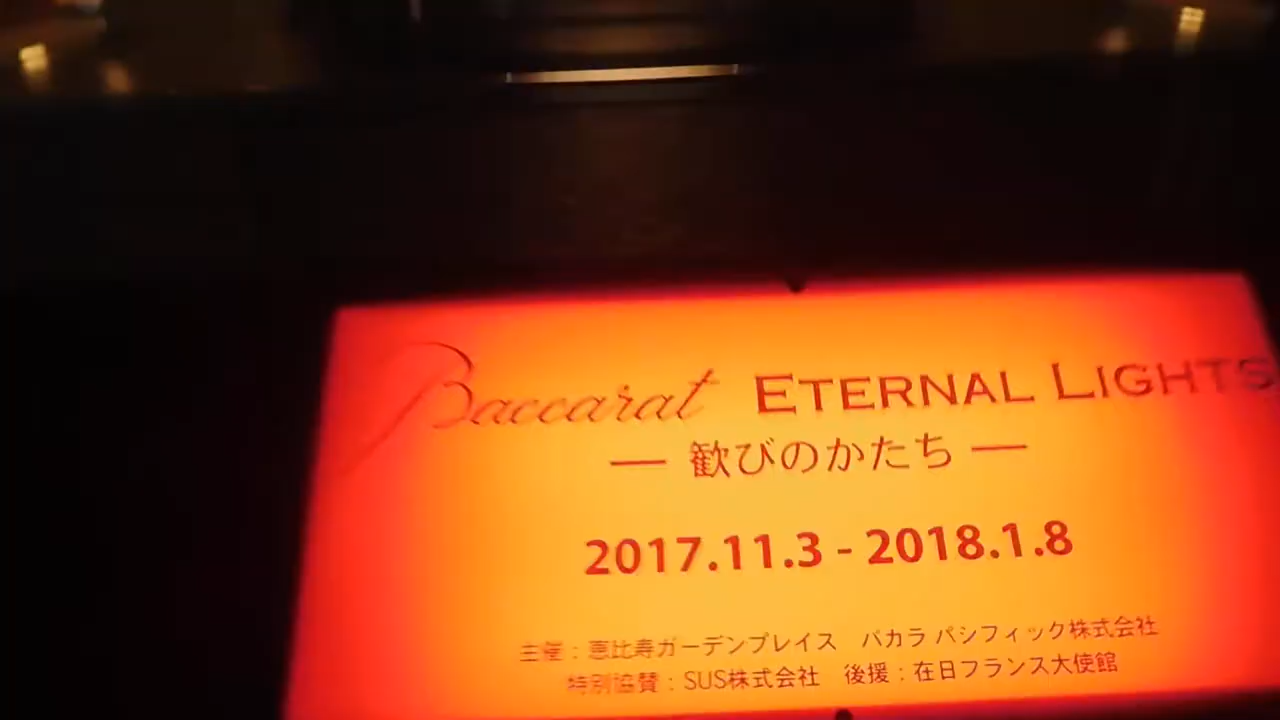 Baccarat ETERNAL LIGHTS
— 歓びのかたち —
2017.11.3 - 2018.1.8
主催：恵比寿ガーデンプレイス　バカラ パシフィック株式会社
特別協賛：SUS株式会社　後援：在日フランス大使館